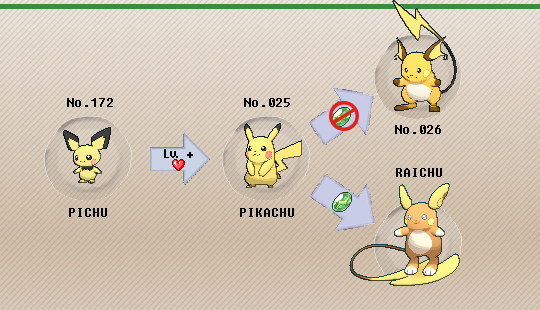 No.172
Lv. +
PICHU
No.025
PIKACHU
No.026
RAICHU